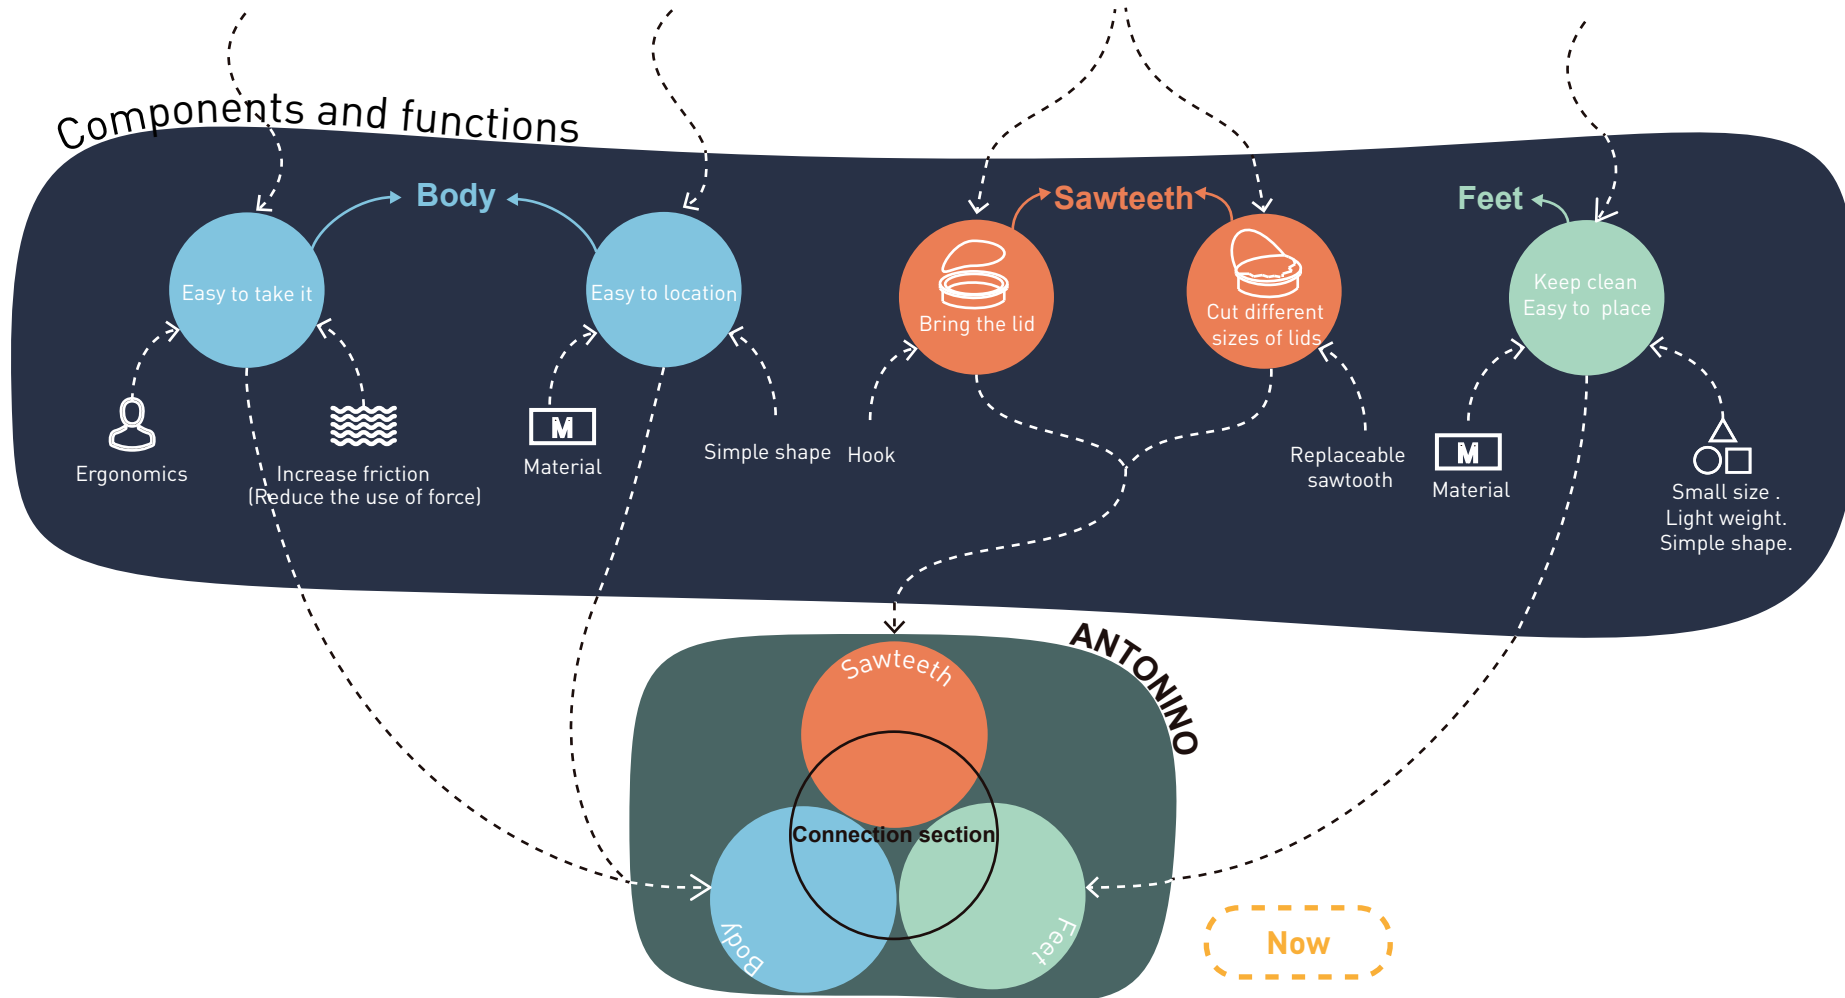 Components and functions
Body
Sawteeth
Feet
Easy to take it
Easy to location
Bring the lid
Cut different
sizes of lids
Keep clean
Easy to place
Ergonomics
Increase friction
(Reduce the use of force)
M
Material
Simple shape
Hook
Replaceable
sawtooth
M
Material
Small size .
Light weight.
Simple shape.
ANTONINO
Sawteeth
Connection section
Body
Feet
Now